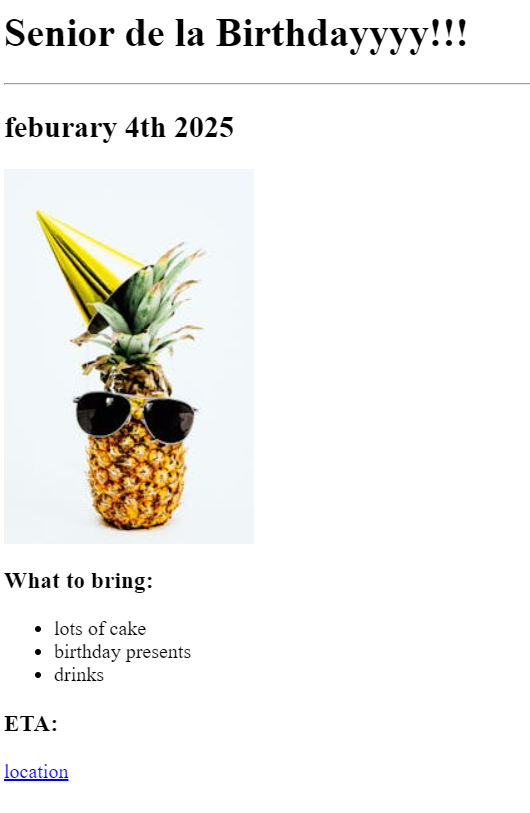 Senior de la Birthdayyyy!!!
feburary 4th 2025
What to bring:
lots of cake
birthday presents
drinks
ETA:
location